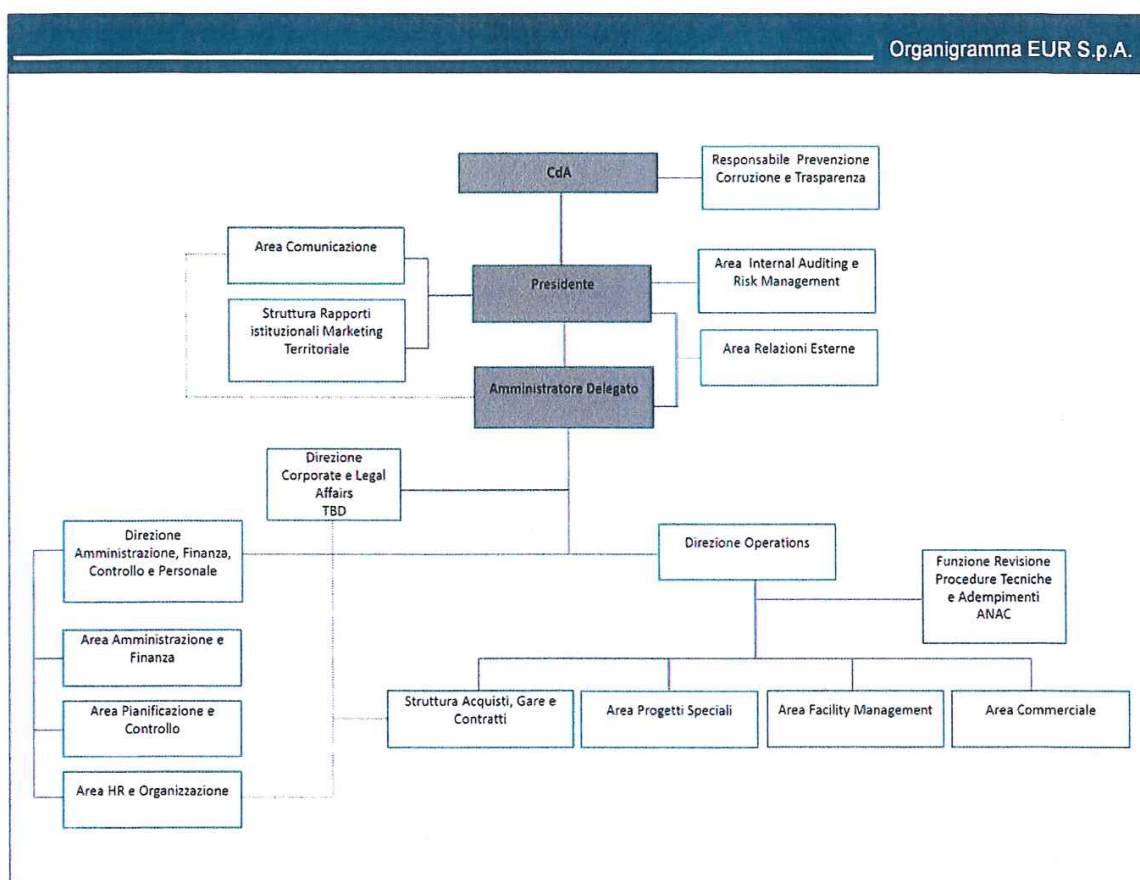 Organigramma EUR S.p.A.
CdA
Responsabile Prevenzione
Corruzione e Trasparenza
Area Comunicazione
Presidente
Area Internal Auditing e
Risk Management
Struttura Rapporti
istituzionali Marketing
Territoriale
Area Relazioni Esterne
Amministratore Delegato
Direzione
Corporate e Legal
Affairs
TBD
Direzione
Amministrazione, Finanza,
Controllo e Personale
Direzione Operations
Funzione Revisione
Procedure Tecniche
e Adempimenti
ANAC
Area Amministrazione e
Finanza
Area Pianificazione e
Controllo
Area HR e Organizzazione
Struttura Acquisti, Gare e
Contratti
Area Progetti Speciali
Area Facility Management
Area Commerciale